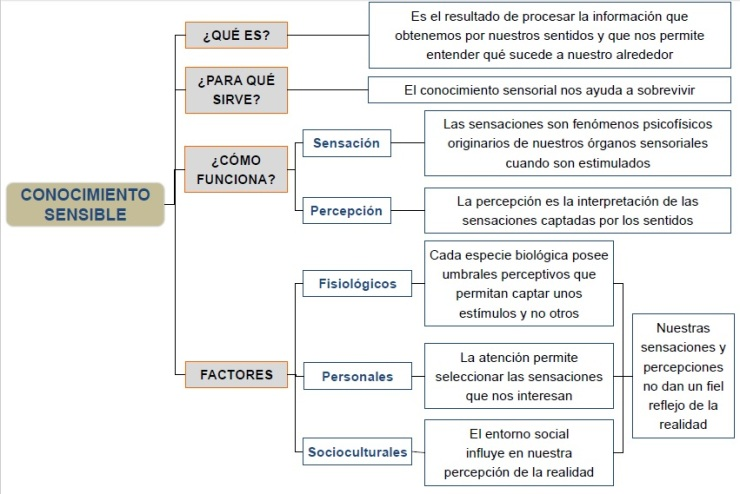 CONOCIMIENTO
SENSIBLE
¿QUÉ ES?
Es el resultado de procesar la información que
obtenemos por nuestros sentidos y que nos permite
entender qué sucede a nuestro alrededor
¿PARA QUÉ
SIRVE?
El conocimiento sensorial nos ayuda a sobrevivir
¿CÓMO
FUNCIONA?
Sensación
Las sensaciones son fenómenos psicofísicos
originarios de nuestros órganos sensoriales
cuando son estimulados
Percepción
La percepción es la interpretación de las
sensaciones captadas por los sentidos
FACTORES
Fisiológicos
Cada especie biológica posee
umbrales perceptivos que
permitan captar unos
estímulos y no otros
Personales
La atención permite
seleccionar las sensaciones
que nos interesan
Socioculturales
El entorno social
influye en nuestra
percepción de la realidad
Nuestras
sensaciones y
percepciones
no dan un fiel
reflejo de la
realidad